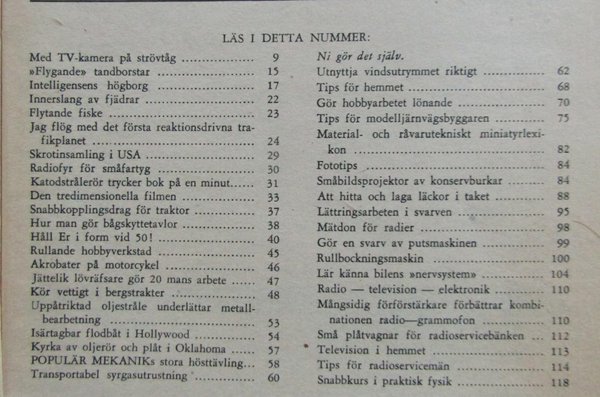 LÄS I DETTA NUMMER:
Med TV-kamera på strövtåg .................. 9
»Flygande» tandborstar ........................ 15
Intelligensens högborg ........................ 17
Innerslang av fjädrar ........................... 22
Flytande fiske .................................... 23
Jag flög med det första reaktionsdrivna tra-
fikplanet ....................................... 24
Skrotinsamling i USA ........................ 29
Radiofyr för småfartyg ........................ 30
Katodstrålerör trycker bok på en minut...... 31
Den tredimensionella filmen .................. 33
Snabbkopplingsdrag för traktor ............... 37
Hur man gör bågskyttetavlor .................. 38
Håll Er i form vid 50! ........................ 40
Rullande hobbyverkstad ..................... 45
Akrobater på motorcykel ..................... 46
Jättelik lövräfsare gör 20 mans arbete ...... 47
Kör vettigt i bergstrakter ..................... 48
Uppåtriktad oljestråle underlättar metall-
bearbetning .................................... 53
Isärtagbar flodbåt i Hollywood ............... 54
Kyrka av oljerör och plåt i Oklahoma ...... 57
POPULÄR MEKANIKs stora hösttävling... 58
Transportabel syrgasutrustning ............... 60
Ni gör det själv.
Utnyttja vindsutrymmet riktigt ............... 62
Tips för hemmet ................................. 68
Gör hobbyarbetet lönande ..................... 70
Tips för modelljärnvägsbyggaren ............ 75
Material- och råvarutekniskt miniatyrlexi-
kon ............................................. 82
Fototips .......................................... 84
Småbildsprojektor av konservburkar ......... 84
Att hitta och laga läckor i taket ............ 88
Lättringsarbeten i svarven ..................... 95
Mätdon för radier .............................. 98
Gör en svarv av putsmaskinen ............... 99
Rullbockningsmaskin ........................... 100
Lär känna bilens »nervsystem» ............... 104
Radio — television — elektronik ............ 110
Mångsidig förförstärkare förbättrar kombi-
nationen radio—grammofon ............... 110
Små plåtvagnar för radioservicebänken ... 112
Television i hemmet ........................... 113
Tips för radioservicemän ..................... 114
Snabbkurs i praktisk fysik .................. 118